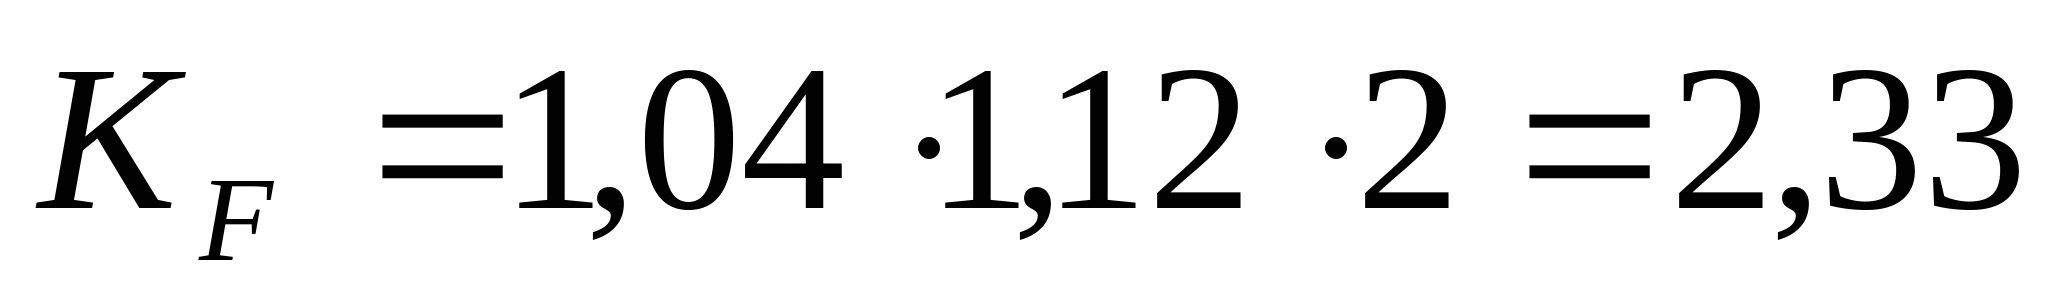 K_F = 1,04 · 1,12 · 2 = 2,33